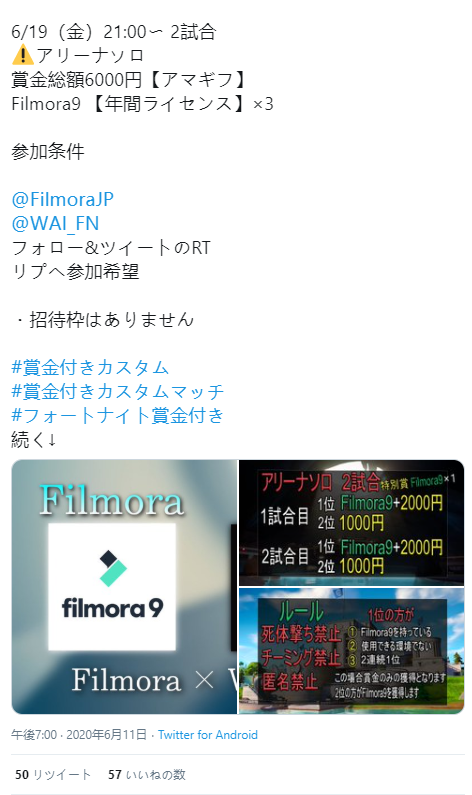 6/19（金）21:00〜 2試合
⚠️アリーナソロ
賞金総額6000円【アマギフ】
Filmora9 【年間ライセンス】×3
参加条件
@FilmoraJP
@WAI_FN
フォロー&ツイートのRT
リプへ参加希望
・招待枠はありません
#賞金付きカスタム
#賞金付きカスタムマッチ
#フォートナイト賞金付き
続く↓
Filmora
filmora 9
Filmora ×
アリーナソロ 2試合 特別賞 Filmora9×1
1試合目 1位 Filmora9+2000円
2位 1000円
2試合目 1位 Filmora9+2000円
2位 1000円
ルール 1位の方が
死体撃ち禁止 ① Filmora9を持っている
② 使用できる環境でない
チーミング禁止 ③ 2連続1位
匿名禁止 この場合賞金のみの獲得となります
2位の方がFilmora9を獲得します
午後7:00 · 2020年6月11日 · Twitter for Android
50 リツイート 57 いいねの数